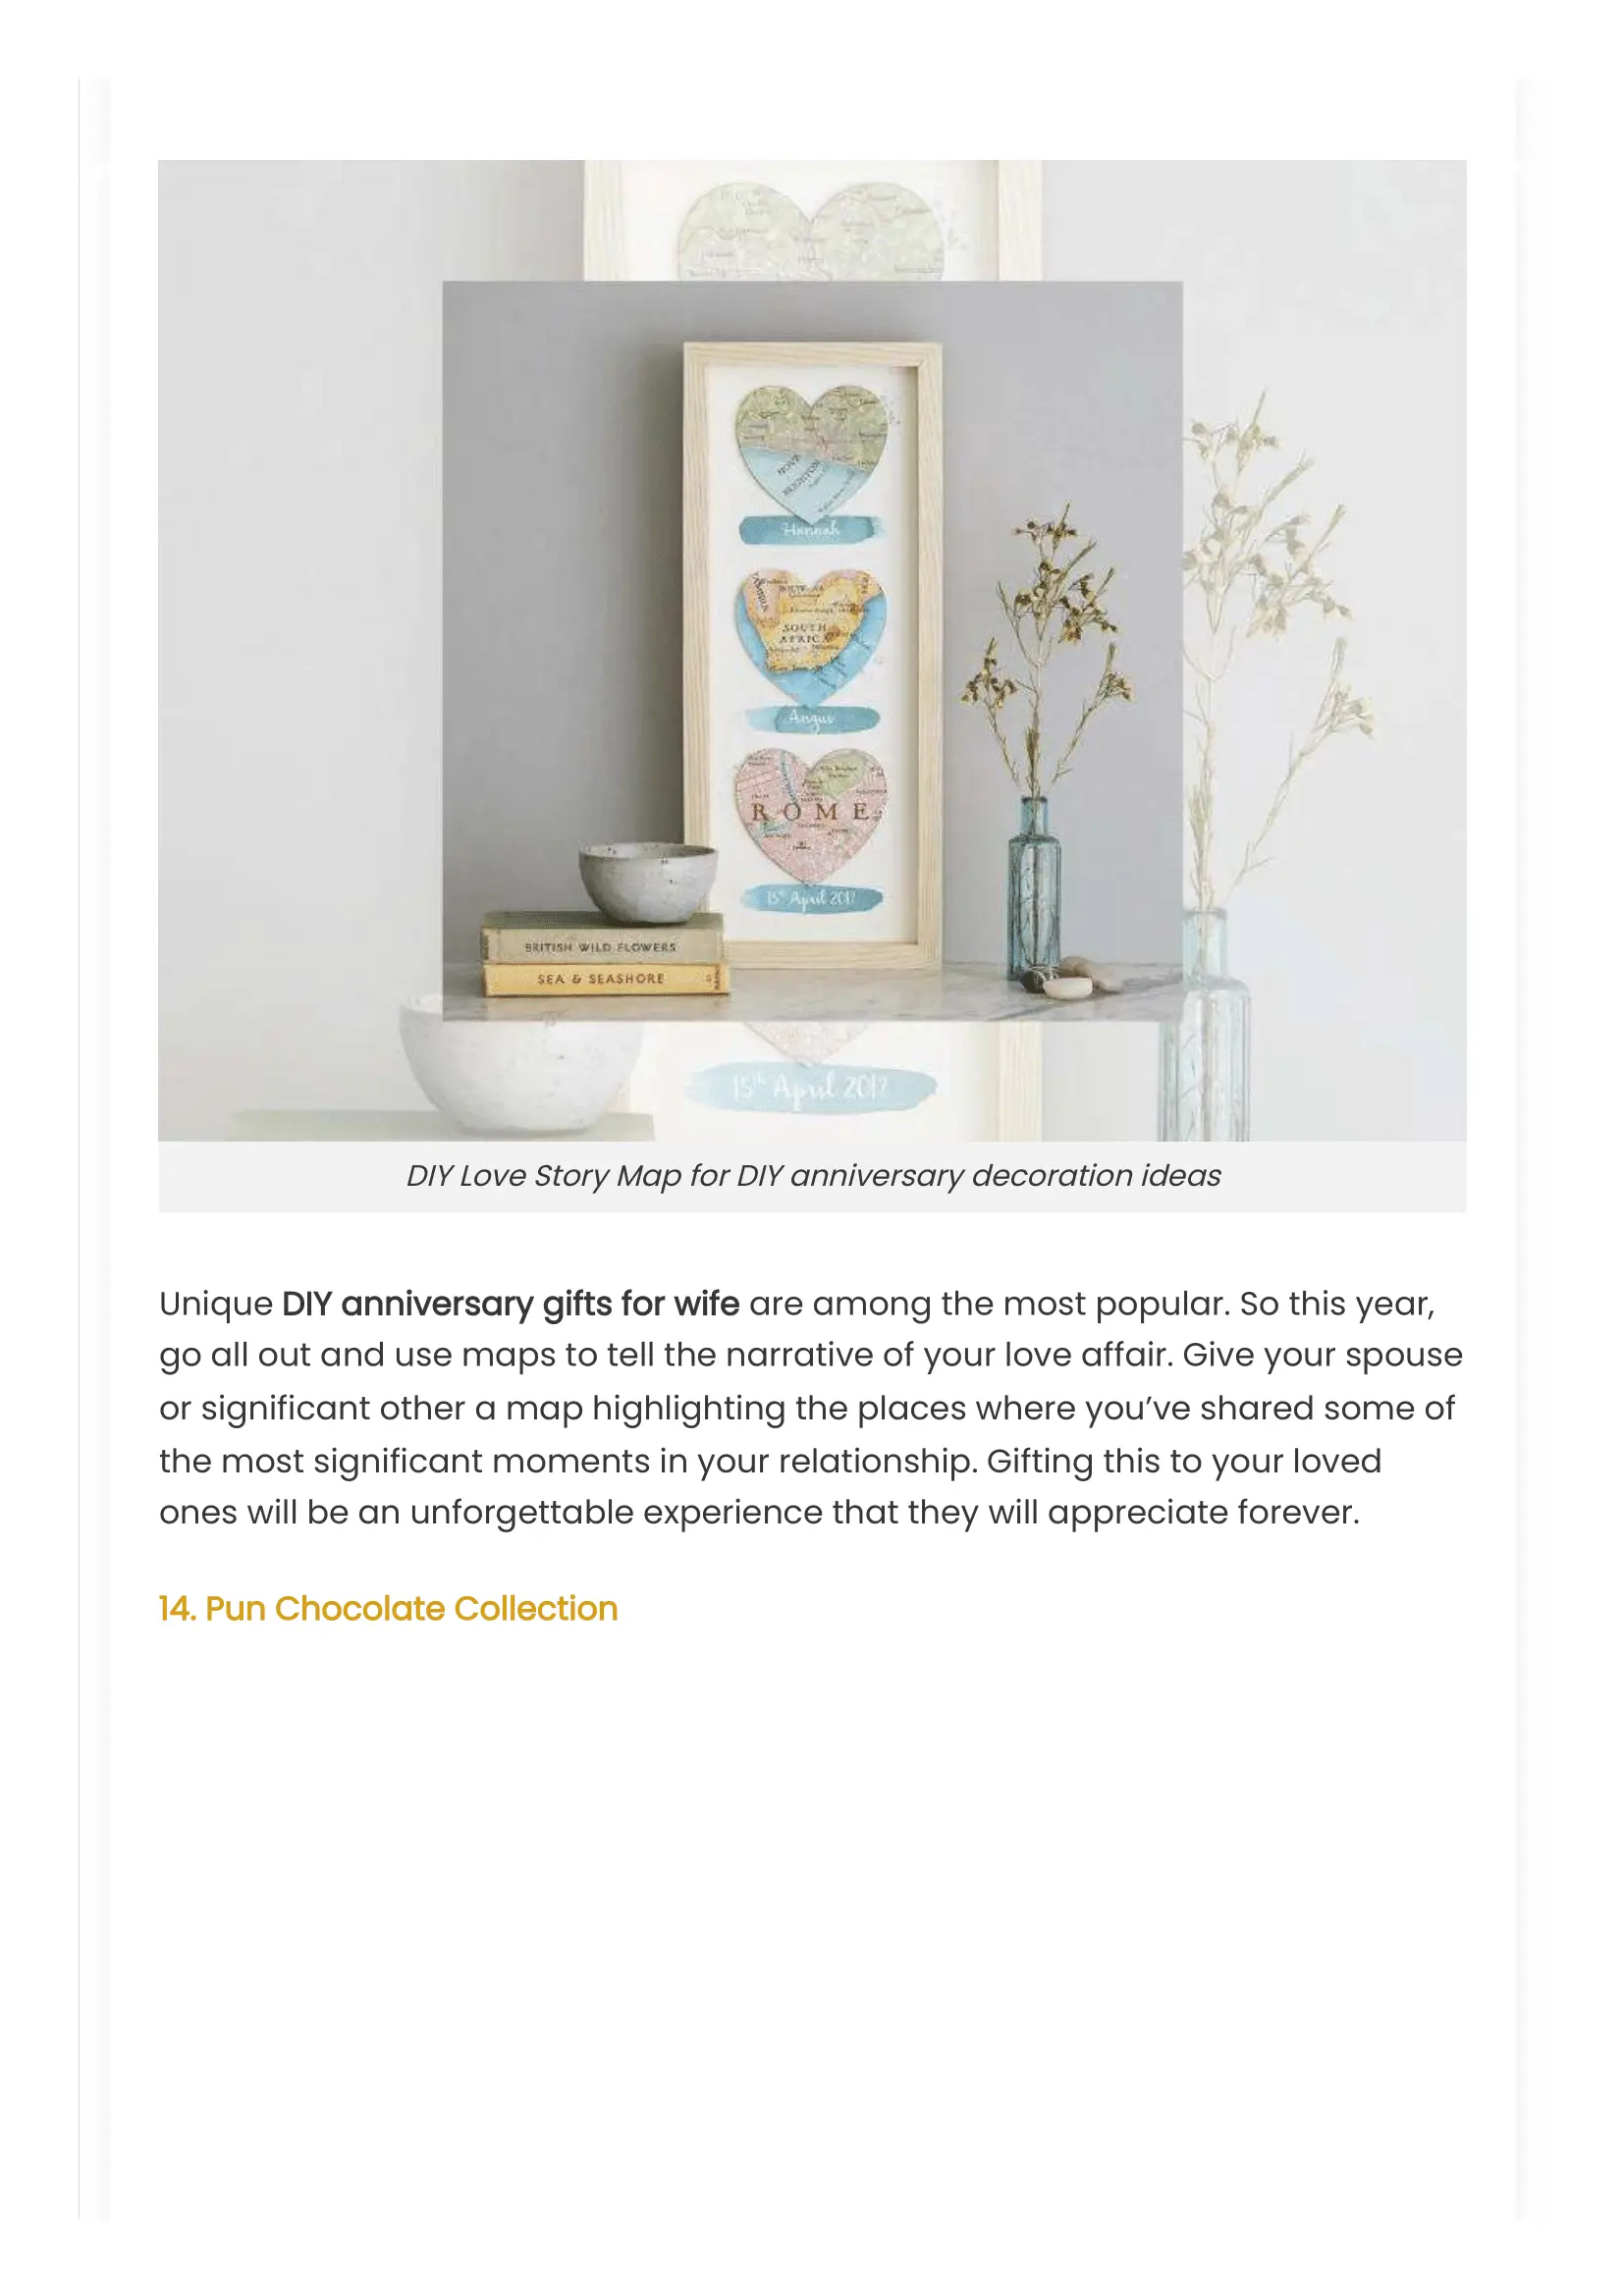 HOVE
BRIGHTON
Hannah
SOUTH
AFRICA
Angus
ROME
15th April 2017
BRITISH WILD FLOWERS
SEA & SEASHORE
15th April 2017
DIY Love Story Map for DIY anniversary decoration ideas
Unique DIY anniversary gifts for wife are among the most popular. So this year,
go all out and use maps to tell the narrative of your love affair. Give your spouse
or significant other a map highlighting the places where you’ve shared some of
the most significant moments in your relationship. Gifting this to your loved
ones will be an unforgettable experience that they will appreciate forever.
14. Pun Chocolate Collection